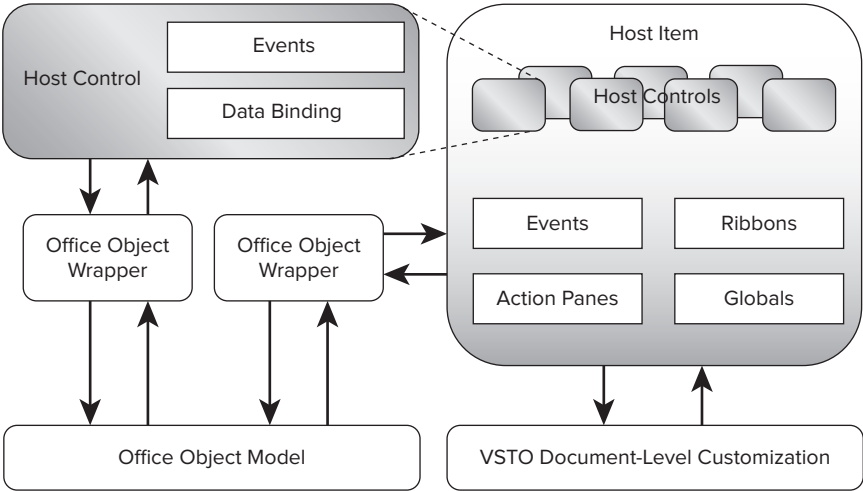 Host Control
Events
Data Binding
Host Item
Host Controls
Events
Ribbons
Action Panes
Globals
Office Object
Wrapper
Office Object
Wrapper
Office Object Model
VSTO Document-Level Customization